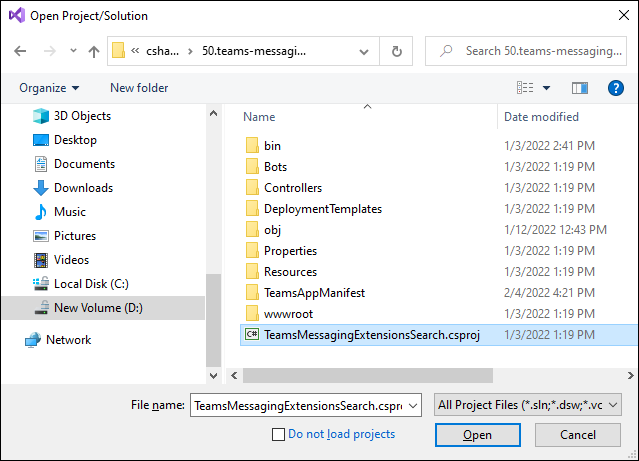 Open Project/Solution
« csha... > 50.teams-messagi...
Search 50.teams-messaging...
Organize
New folder
3D Objects
Desktop
Documents
Downloads
Music
Pictures
Videos
Local Disk (C:)
New Volume (D:)
Network
Name Date modified
bin 1/3/2022 2:41 PM
Bots 1/3/2022 1:19 PM
Controllers 1/3/2022 1:19 PM
DeploymentTemplates 1/3/2022 1:19 PM
obj 1/12/2022 12:43 PM
Properties 1/3/2022 1:19 PM
Resources 1/3/2022 1:19 PM
TeamsAppManifest 2/4/2022 4:21 PM
wwwroot 1/3/2022 1:19 PM
C# TeamsMessagingExtensionsSearch.csproj 1/3/2022 1:19 PM
File name: TeamsMessagingExtensionsSearch.cspro
All Project Files (*.sln;*.dsw;*.vc
Do not load projects
Open
Cancel